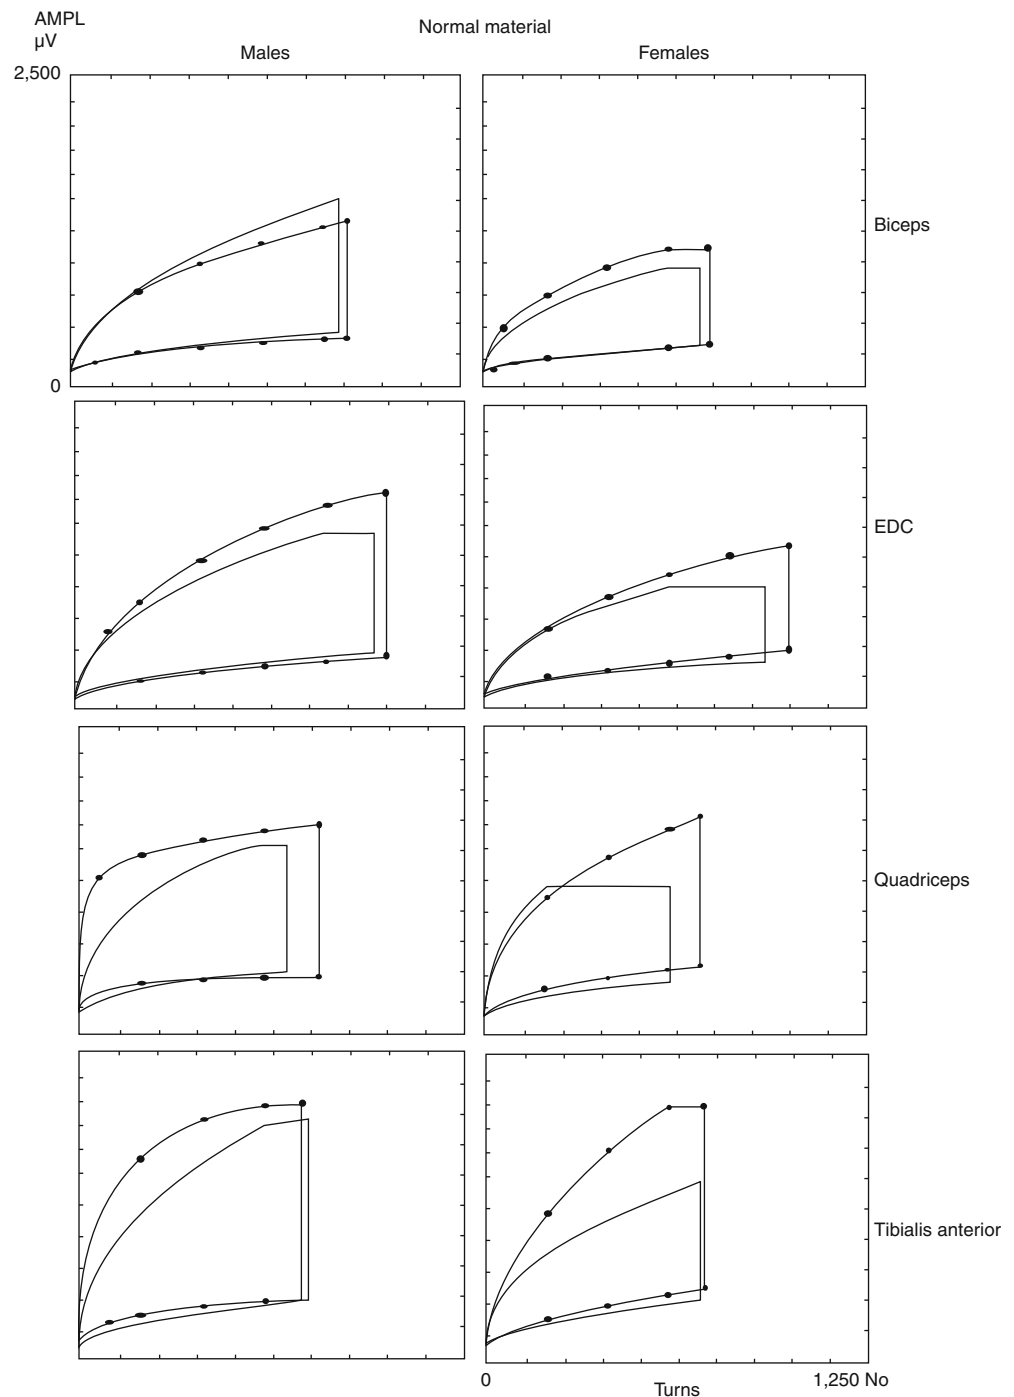 AMPL
µV
Normal material
Males
Females
2,500
0
Biceps
EDC
Quadriceps
Tibialis anterior
0
1,250 No
Turns